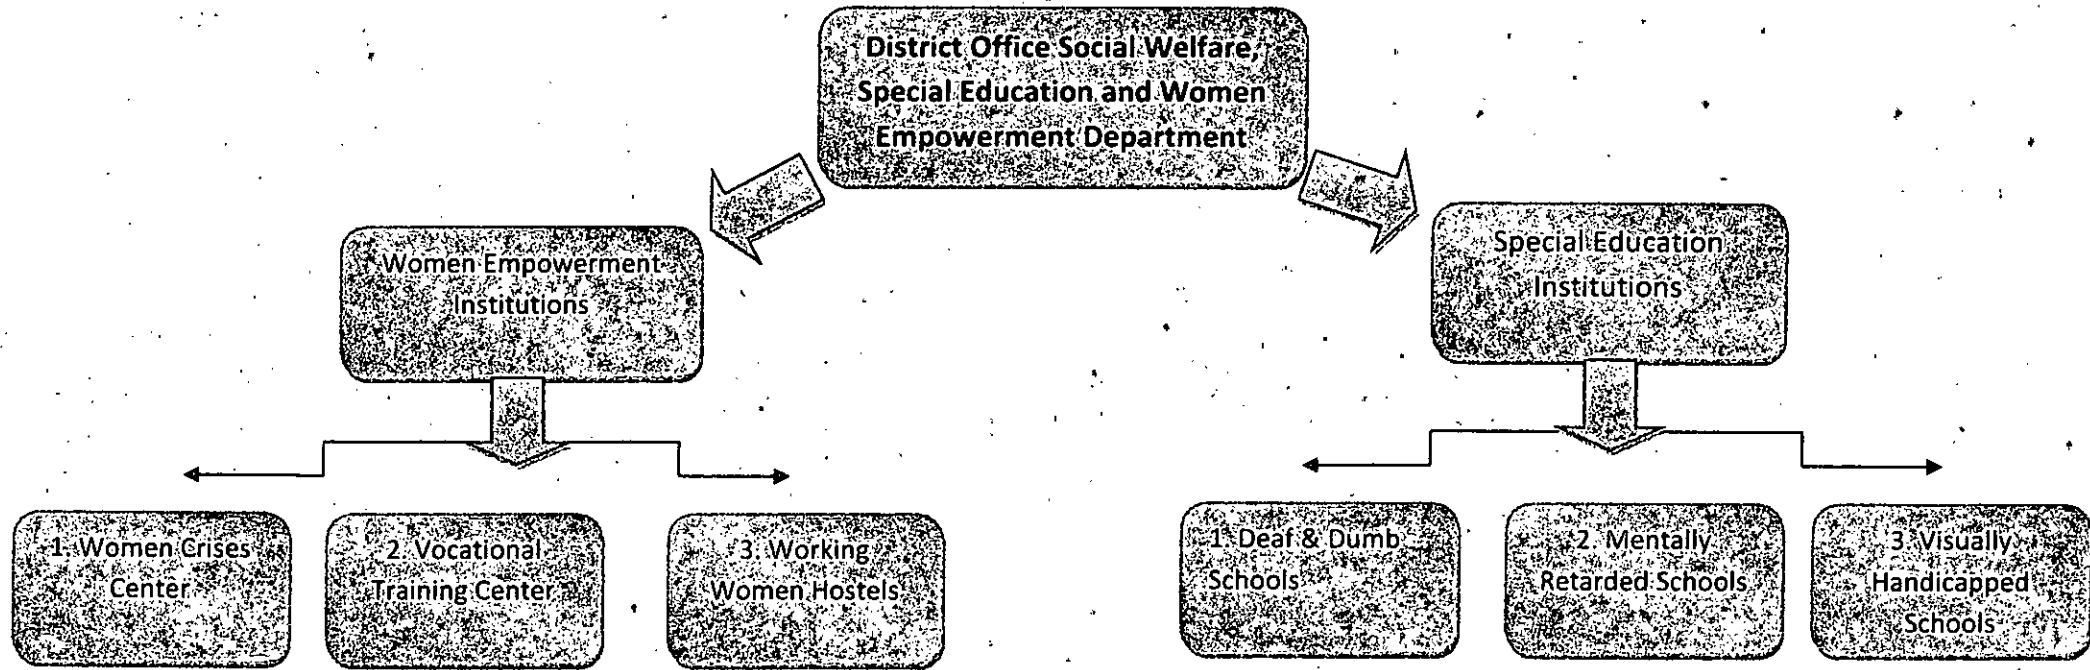 District Office Social Welfare,
Special Education and Women
Empowerment Department
Women Empowerment
Institutions
Special Education
Institutions
1. Women Crises
Center
2. Vocational
Training Center
3. Working
Women Hostels
1. Deaf & Dumb
Schools
2. Mentally
Retarded Schools
3. Visually
Handicapped
Schools